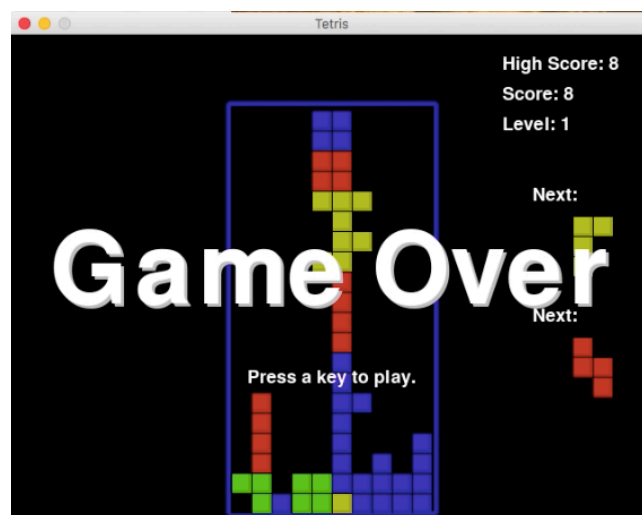 Tetris
High Score: 8
Score: 8
Level: 1
Next:
Game Over
Next:
Press a key to play.